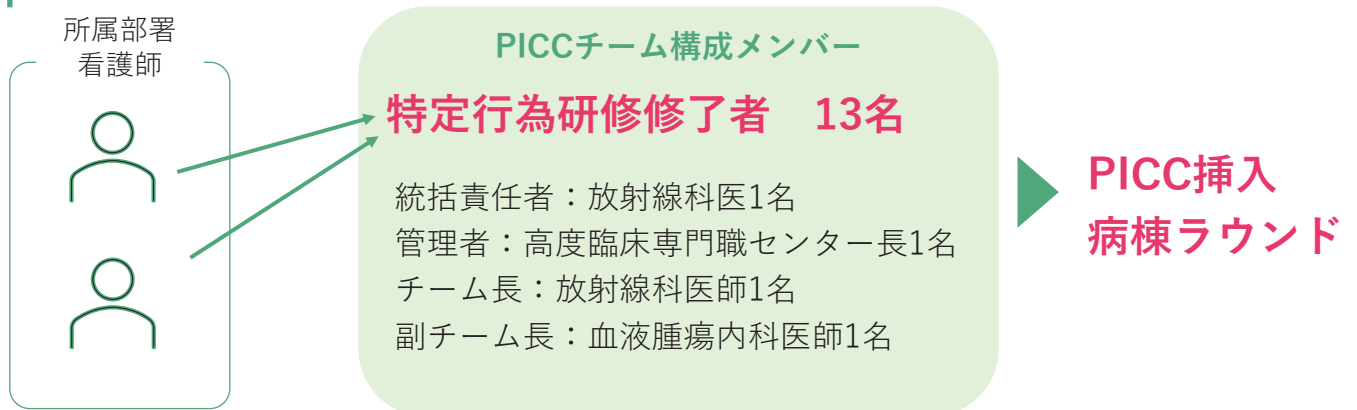 所属部署
看護師
PICCチーム構成メンバー
特定行為研修修了者　13名
統括責任者：放射線科医1名
管理者：高度臨床専門職センター長1名
チーム長：放射線科医師1名
副チーム長：血液腫瘍内科医師1名
PICC挿入
病棟ラウンド